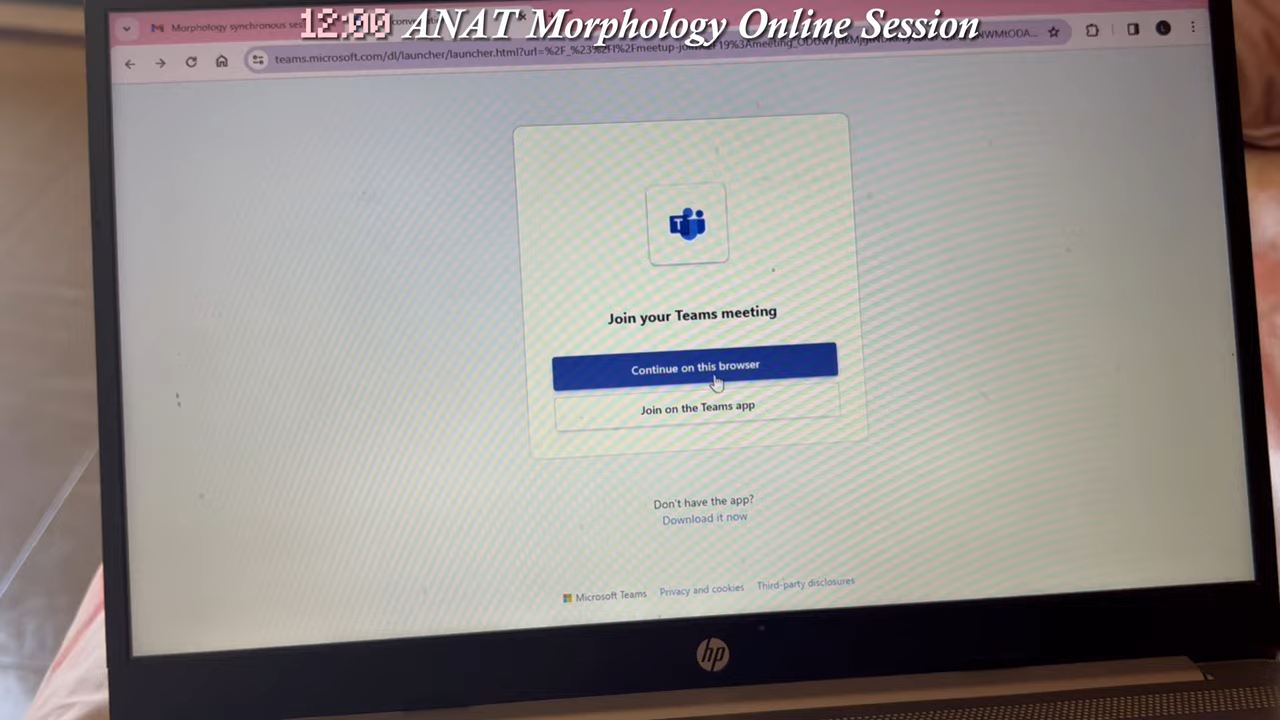 12:00 ANAT Morphology Online Session
Morphology synchronous ses
teams.microsoft.com/dl/launcher/launcher.html?url=%2F_%23%2Fl%2Fmeetup-
T
Join your Teams meeting
Continue on this browser
Join on the Teams app
Don't have the app?
Download it now
Microsoft Teams Privacy and cookies Third-party disclosures
hp